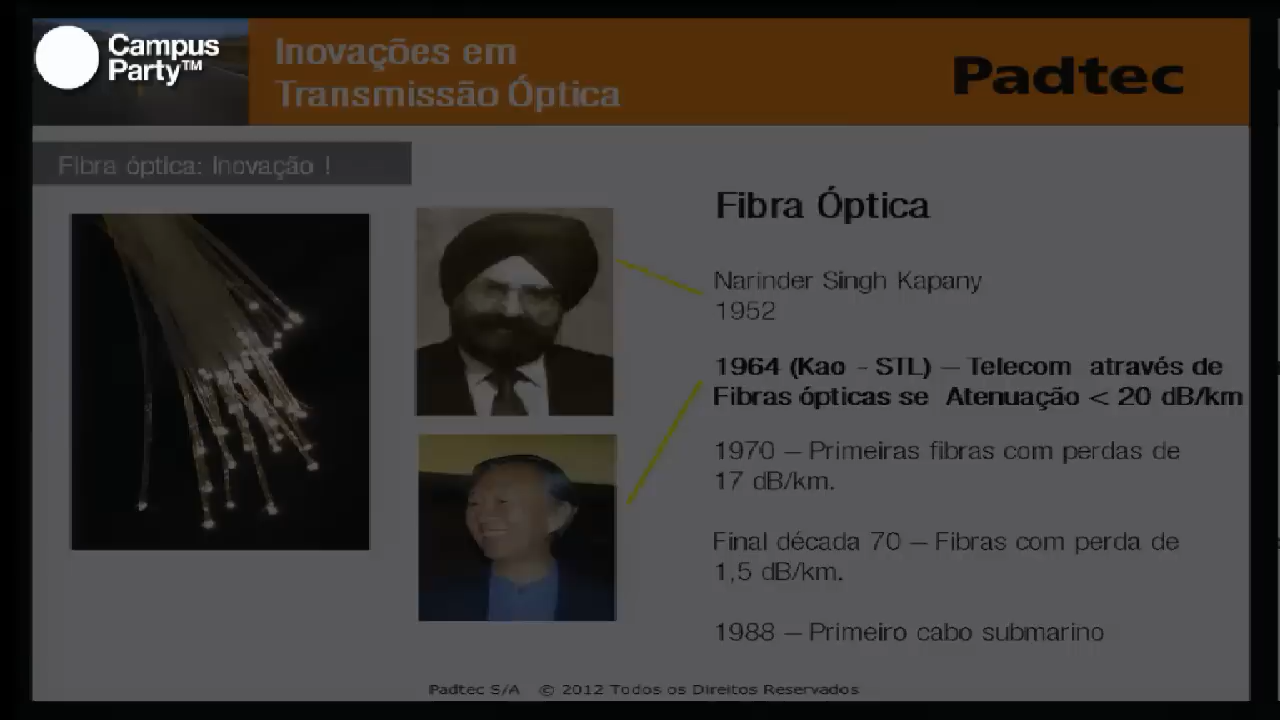 Campus
Party™
Inovações em
Transmissão Óptica
Padtec
Fibra óptica: Inovação !
Fibra Óptica
Narinder Singh Kapany
1952
1964 (Kao - STL) – Telecom através de
Fibras ópticas se Atenuação < 20 dB/km
1970 – Primeiras fibras com perdas de
17 dB/km.
Final década 70 – Fibras com perda de
1,5 dB/km.
1988 – Primeiro cabo submarino
Padtec S/A © 2012 Todos os Direitos Reservados